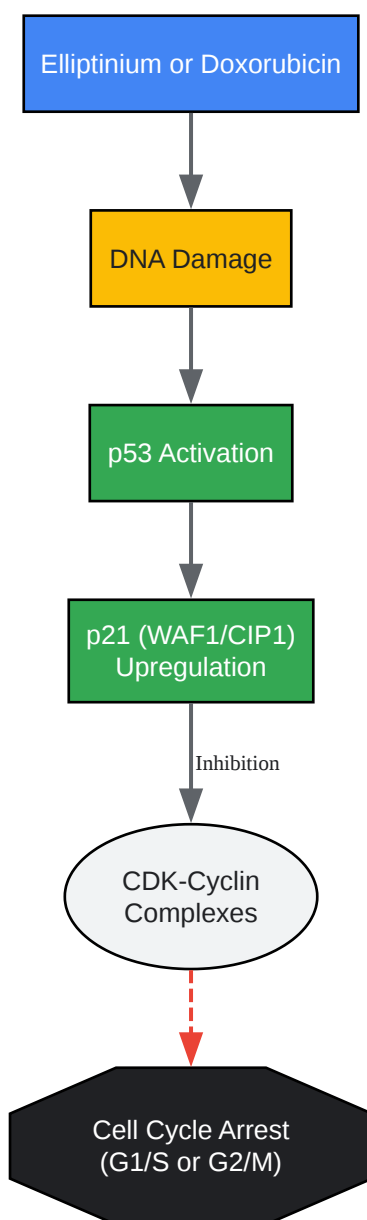 Elliptinium or Doxorubicin
DNA Damage
p53 Activation
p21 (WAF1/CIP1)
Upregulation
Inhibition
CDK-Cyclin
Complexes
Cell Cycle Arrest
(G1/S or G2/M)